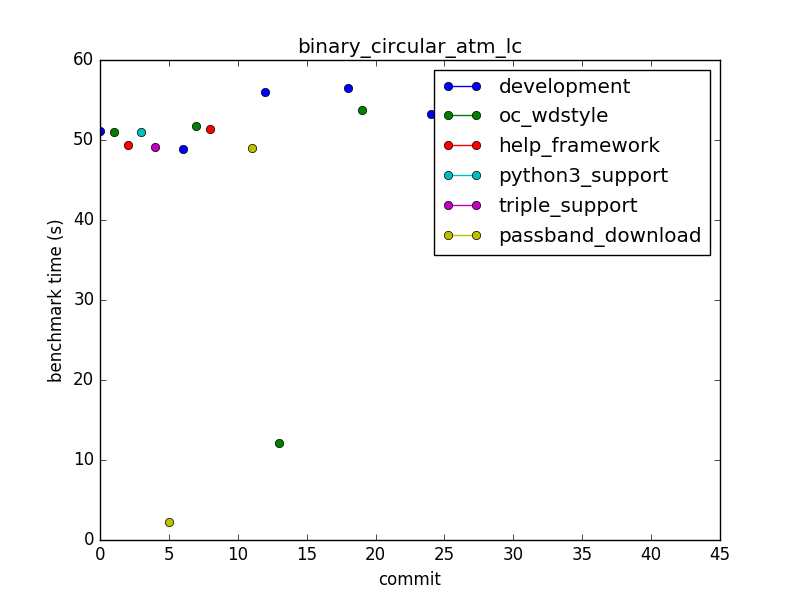 binary_circular_atm_lc
60
50
40
30
20
10
0
benchmark time (s)
development
oc_wdstyle
help_framework
python3_support
triple_support
passband_download
0 5 10 15 20 25 30 35 40 45
commit